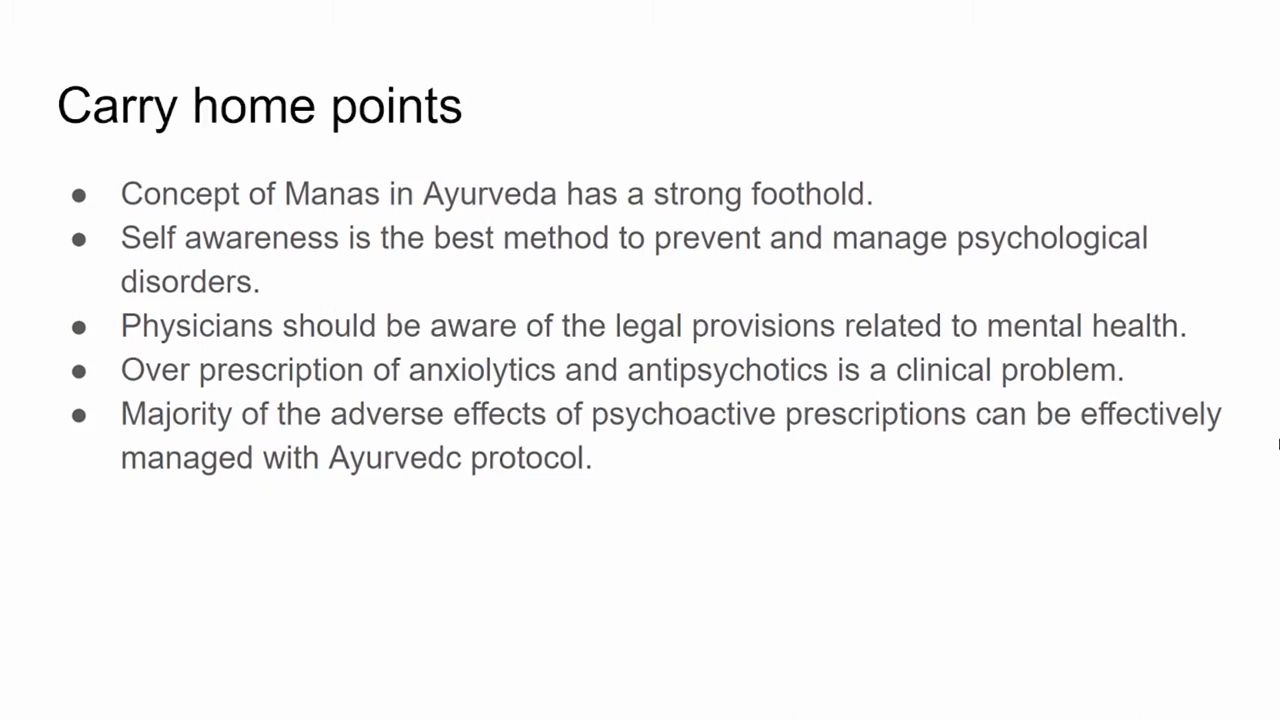 Carry home points
● Concept of Manas in Ayurveda has a strong foothold.
● Self awareness is the best method to prevent and manage psychological
disorders.
● Physicians should be aware of the legal provisions related to mental health.
● Over prescription of anxiolytics and antipsychotics is a clinical problem.
● Majority of the adverse effects of psychoactive prescriptions can be effectively
managed with Ayurvedc protocol.